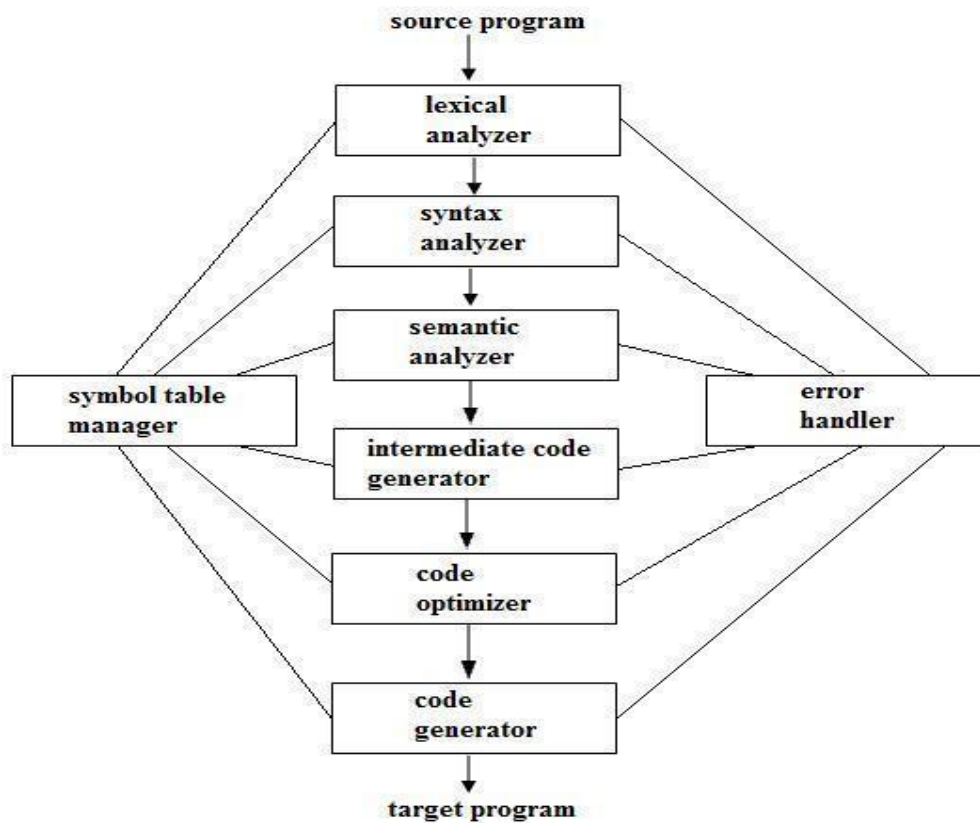 source program
lexical
analyzer
syntax
analyzer
semantic
analyzer
symbol table
manager
error
handler
intermediate code
generator
code
optimizer
code
generator
target program